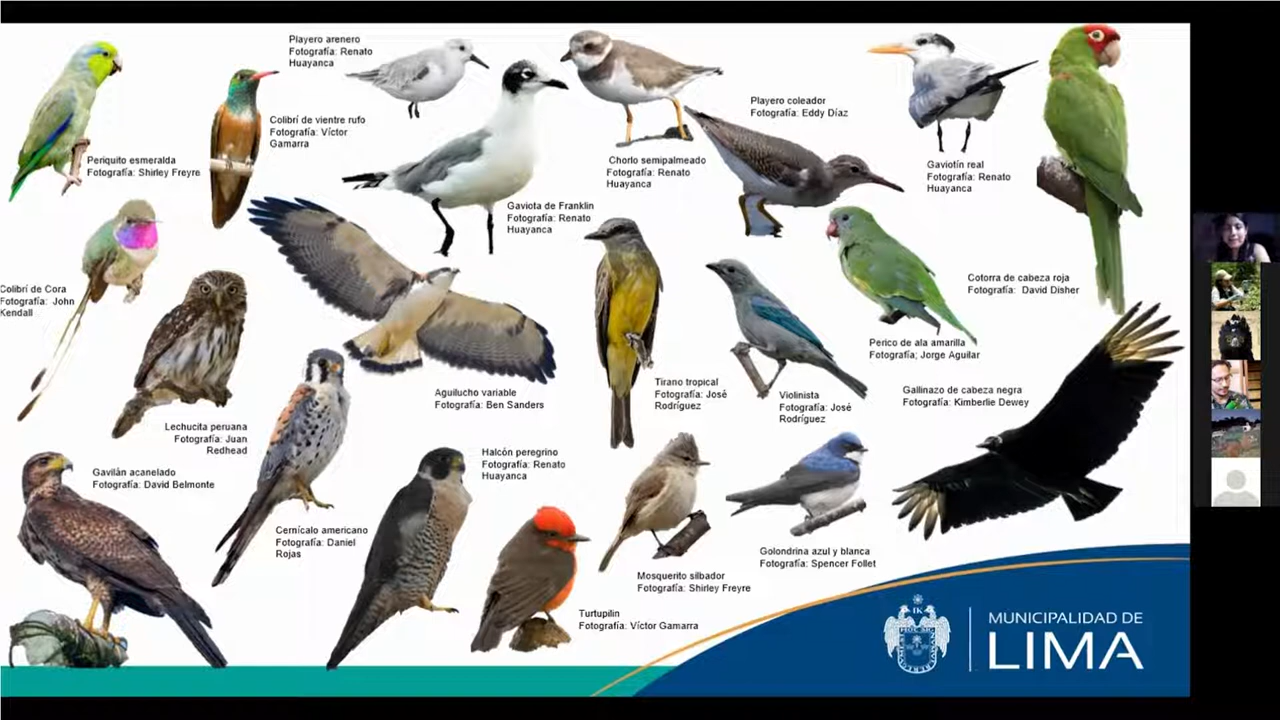 Playero arenero
Fotografía: Renato
Huayanca
Colibrí de vientre rufo
Fotografía: Víctor
Gamarra
Periquito esmeralda
Fotografía: Shirley Freyre
Playero coleador
Fotografía: Eddy Díaz
Chorlo semipalmeado
Fotografía: Renato
Huayanca
Gaviotín real
Fotografía: Renato
Huayanca
Gaviota de Franklin
Fotografía: Renato
Huayanca
Colibrí de Cora
Fotografía: John
Kendall
Cotorra de cabeza roja
Fotografía: David Disher
Perico de ala amarilla
Fotografía; Jorge Aguilar
Aguilucho variable
Fotografía: Ben Sanders
Tirano tropical
Fotografía: José
Rodríguez
Violinista
Fotografía: José
Rodríguez
Gallinazo de cabeza negra
Fotografía: Kimberlie Dewey
Lechucita peruana
Fotografía: Juan
Redhead
Gavilán acanelado
Fotografía: David Belmonte
Halcón peregrino
Fotografía: Renato
Huayanca
Cernícalo americano
Fotografía: Daniel
Rojas
Golondrina azul y blanca
Fotografía: Spencer Follet
Mosquerito silbador
Fotografía: Shirley Freyre
Turtupilín
Fotografía: Víctor Gamarra
IK
MUNICIPALIDAD DE
LIMA